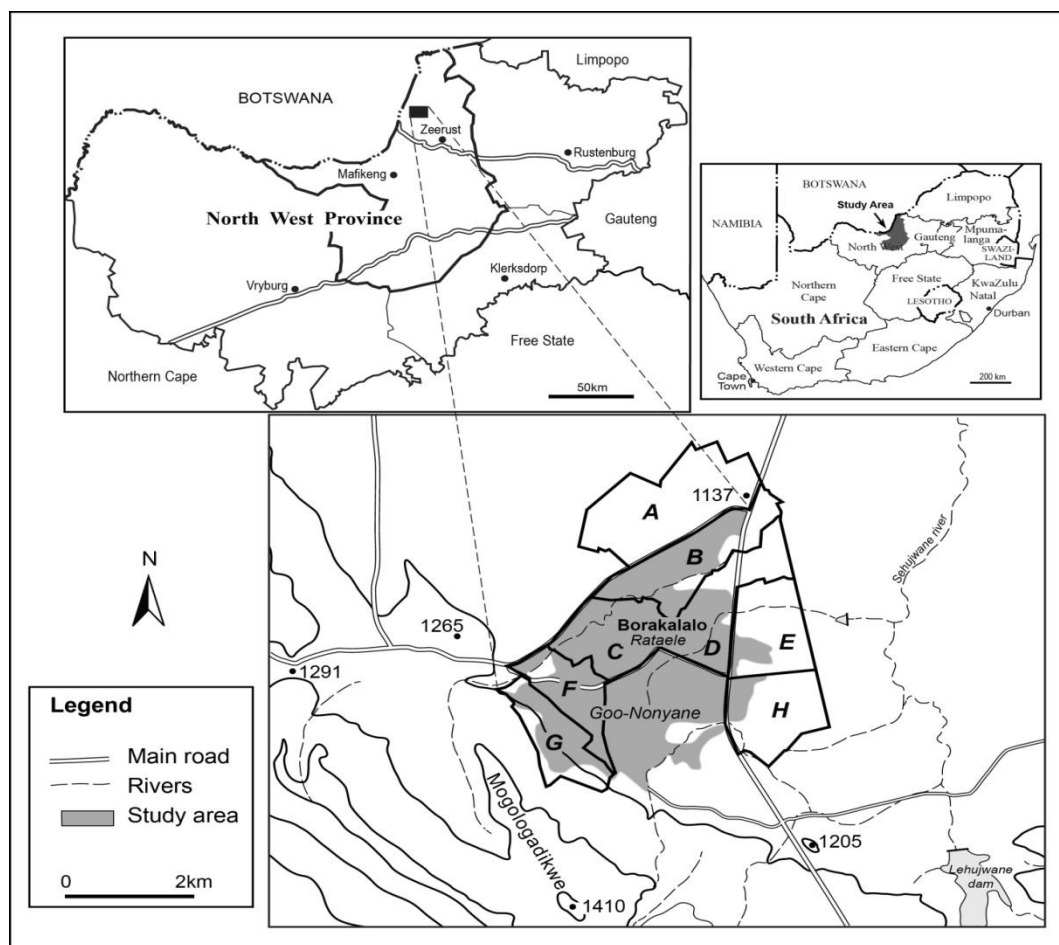 Limpopo
BOTSWANA
Zeerust
Rustenburg
Mafikeng
North West Province
Gauteng
Vryburg
Klerksdorp
Free State
Northern Cape
50km
BOTSWANA
Study Area
Limpopo
NAMIBIA
North West
Gauteng
Mpuma-
langa
SWAZI-
LAND
Free State
Northern
Cape
KwaZulu
Natal
LESOTHO
Durban
South Africa
Eastern Cape
Western Cape
Cape
Town
200 km
1137
A
B
Sehujwane river
Borakalalo
Rataele
1265
C
D
E
1291
F
Goo-Nonyane
H
G
Mogologadikwe
1205
Lehujwane
dam
1410
N
Legend
Main road
Rivers
Study area
0 2km